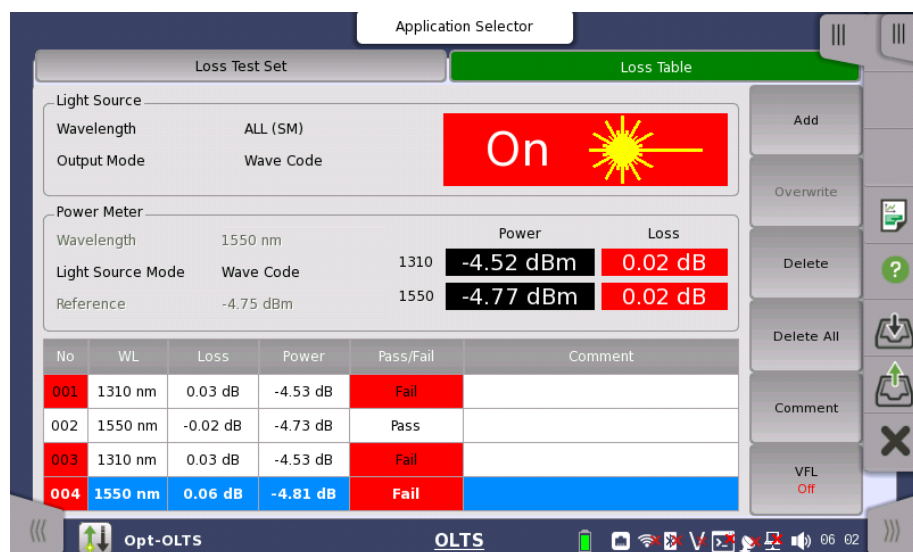 Application Selector
Loss Test Set
Loss Table
Light Source
Wavelength ALL (SM)
Output Mode Wave Code
On
Power Meter
Wavelength 1550 nm
Light Source Mode Wave Code
Reference -4.75 dBm
Power Loss
1310 -4.52 dBm 0.02 dB
1550 -4.77 dBm 0.02 dB
No WL Loss Power Pass/Fail Comment
001 1310 nm 0.03 dB -4.53 dB Fail
002 1550 nm -0.02 dB -4.73 dB Pass
003 1310 nm 0.03 dB -4.53 dB Fail
004 1550 nm 0.06 dB -4.81 dB Fail
Add
Overwrite
Delete
Delete All
Comment
VFL
Off
?
Opt-OLTS
OLTS
06 02